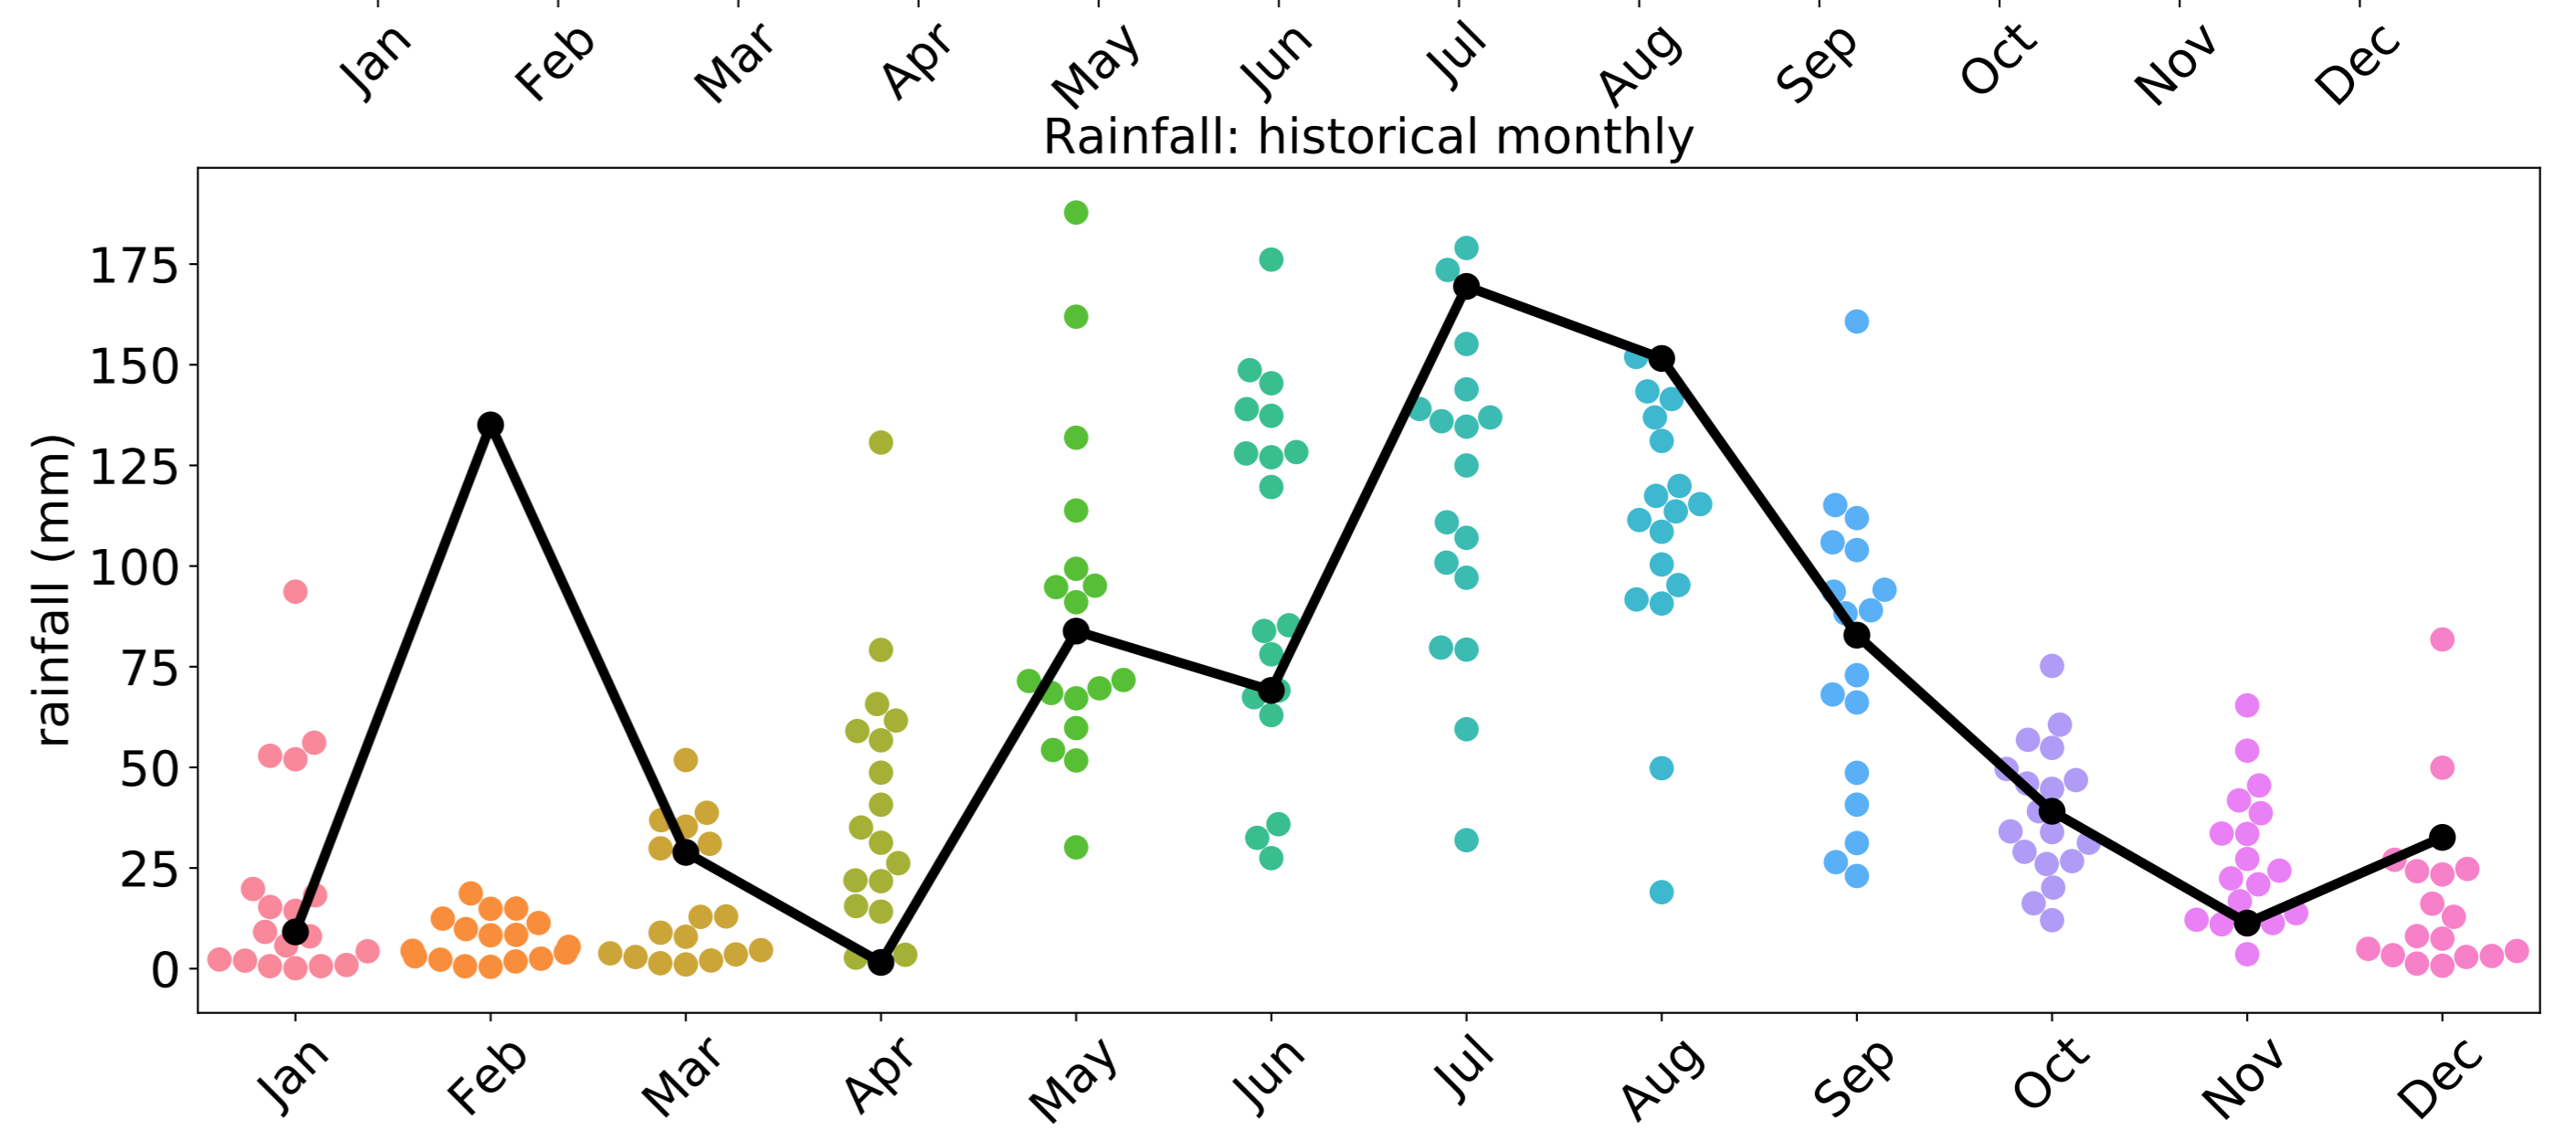 Jan Feb Mar Apr May Jun Jul Aug Sep Oct Nov Dec
Rainfall: historical monthly
rainfall (mm)
175
150
125
100
75
50
25
0
Jan Feb Mar Apr May Jun Jul Aug Sep Oct Nov Dec